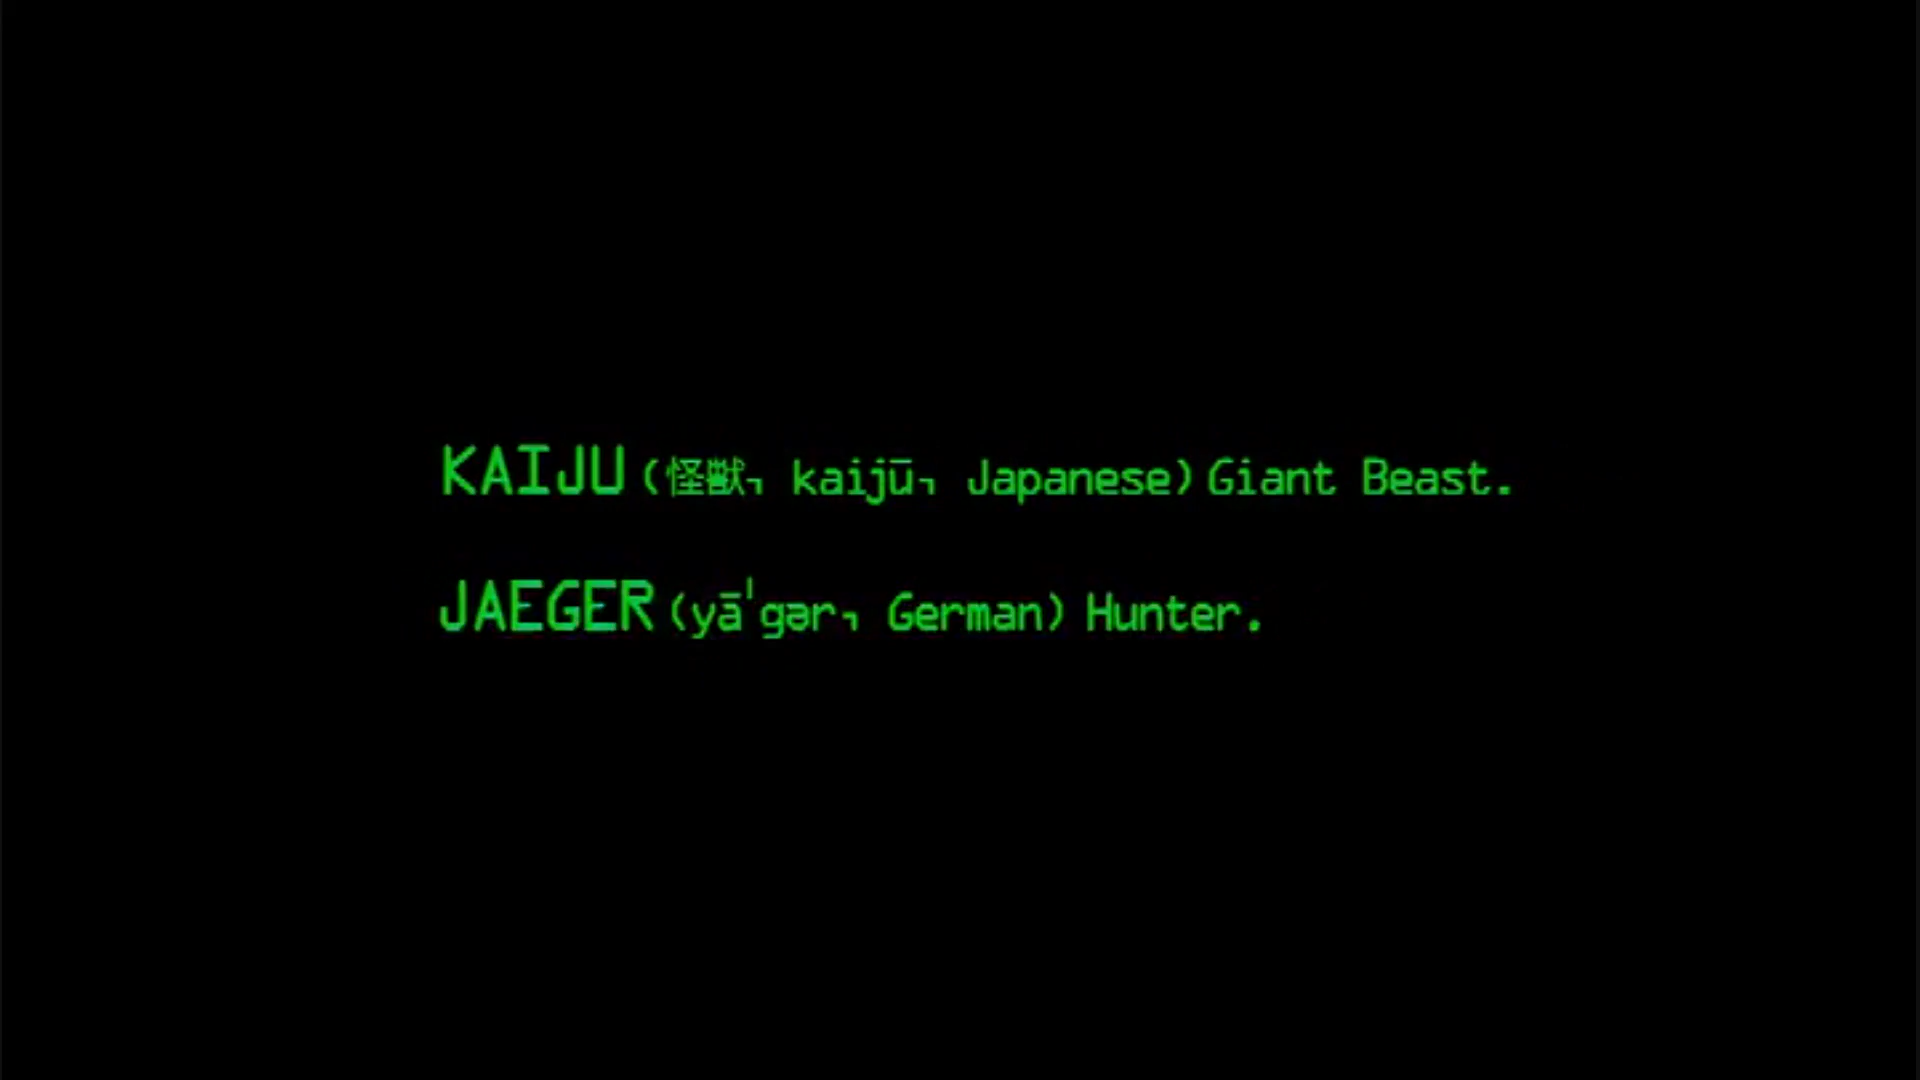 KAIJU (怪獣, kaijū, Japanese) Giant Beast.
JAEGER (yā'gər, German) Hunter.